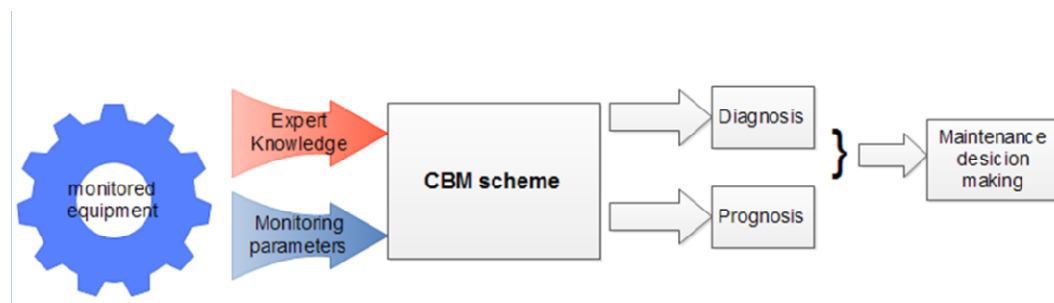 monitored
equipment
Expert
Knowledge
Monitoring
parameters
CBM scheme
Diagnosis
Prognosis
}
Maintenance
desicion
making